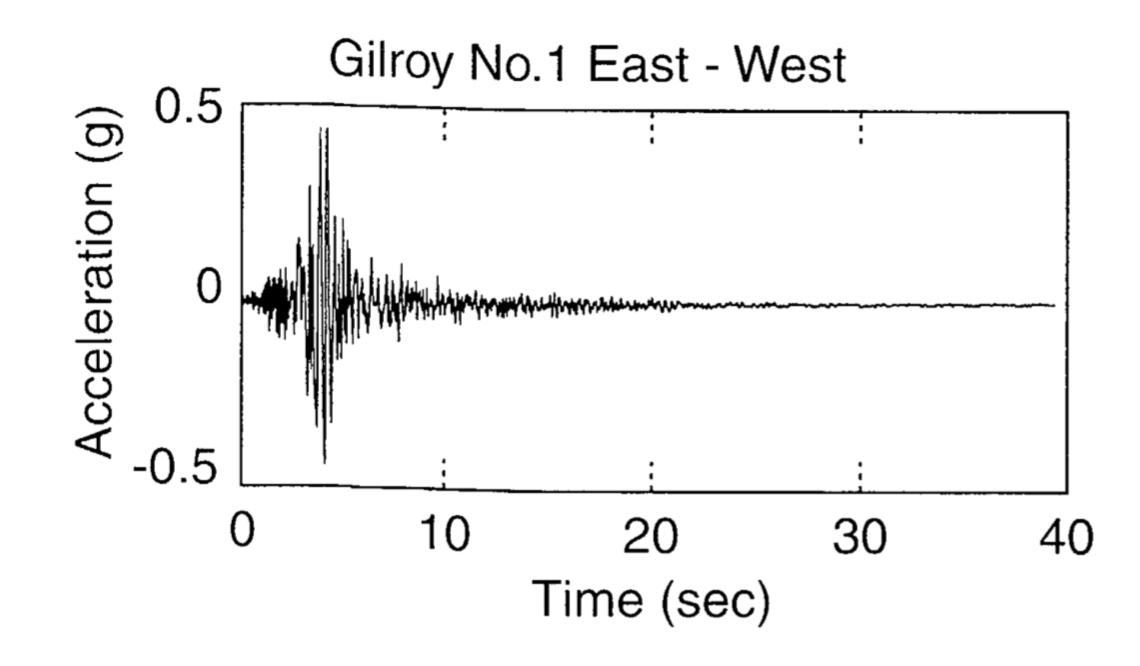 Gilroy No.1 East - West
0.5
0
-0.5
Acceleration (g)
0 10 20 30 40
Time (sec)